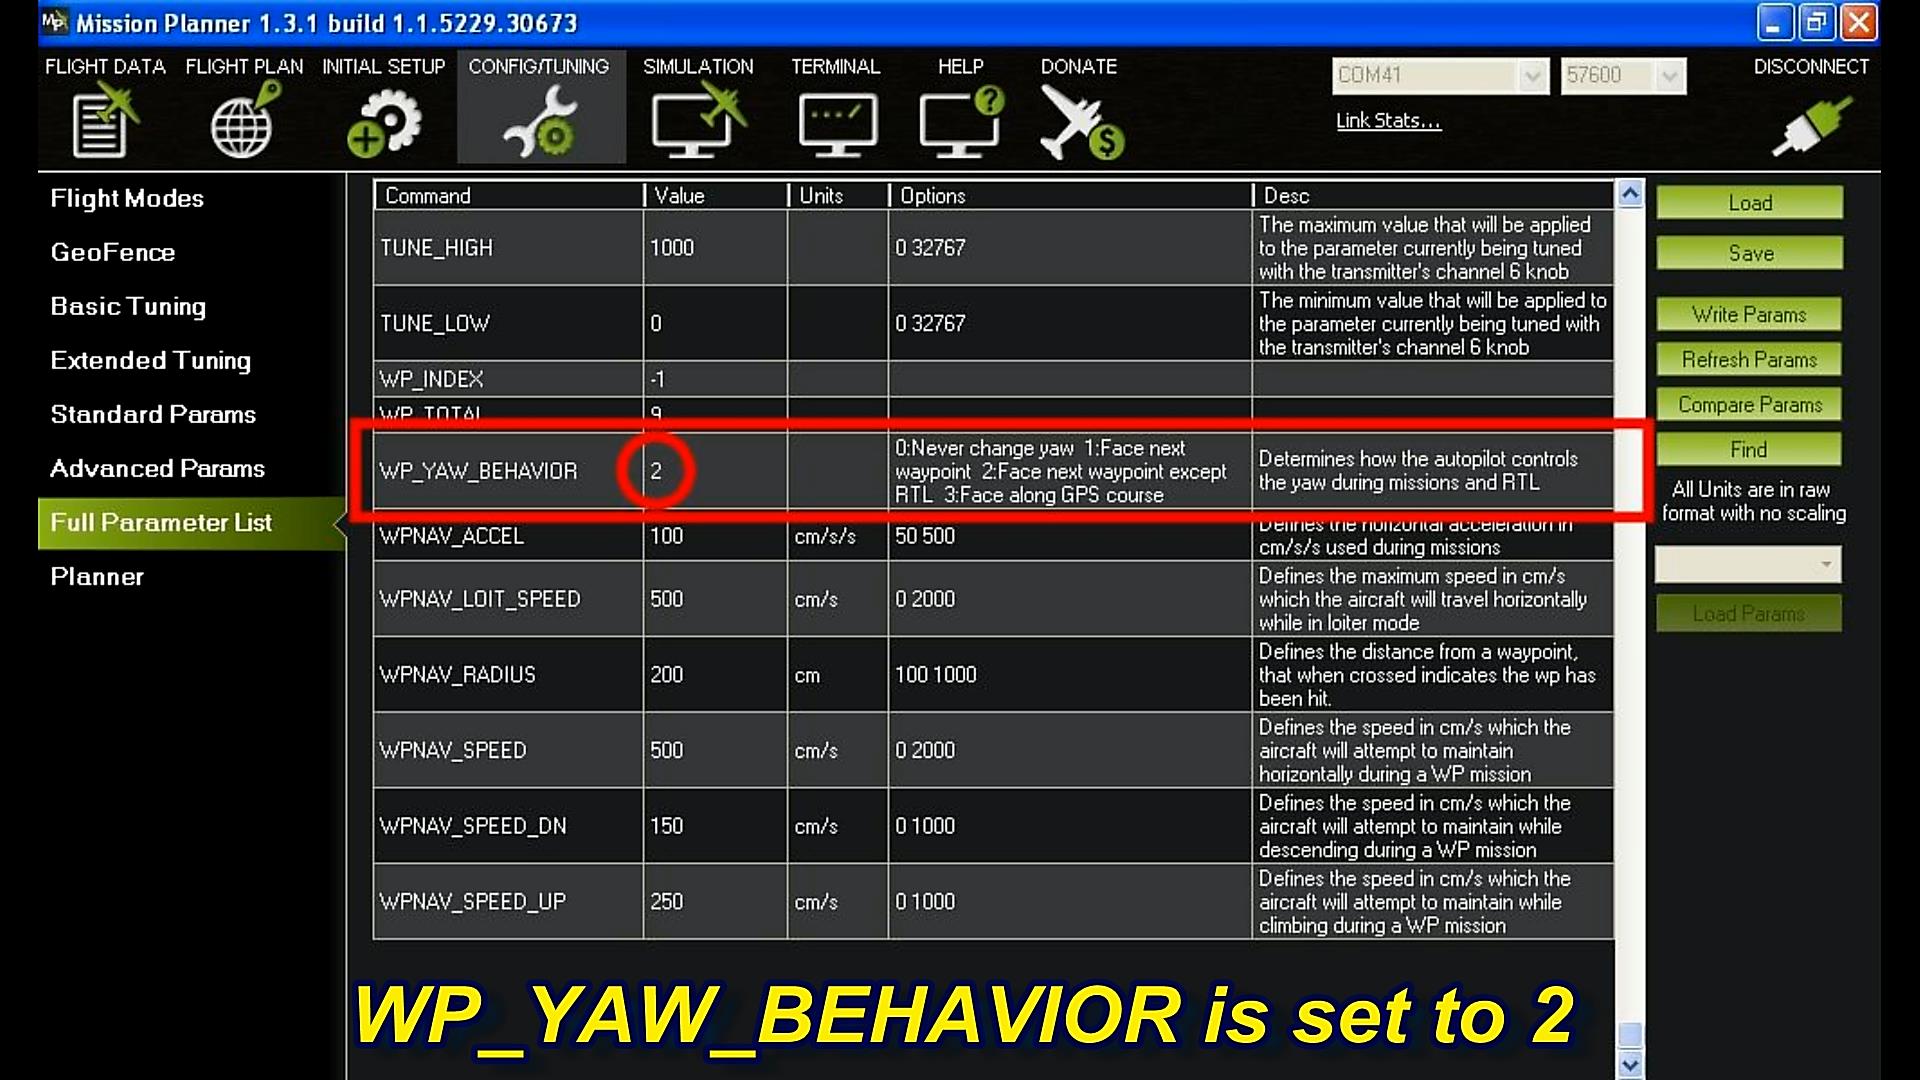 Mission Planner 1.3.1 build 1.1.5229.30673
FLIGHT DATA FLIGHT PLAN INITIAL SETUP CONFIG/TUNING SIMULATION TERMINAL HELP DONATE COM41 57600 DISCONNECT
Link Stats...
Flight Modes
GeoFence
Basic Tuning
Extended Tuning
Standard Params
Advanced Params
Full Parameter List
Planner
Command Value Units Options Desc
TUNE_HIGH 1000 0 32767
The maximum value that will be applied
to the parameter currently being tuned
with the transmitter's channel 6 knob
TUNE_LOW 0 0 32767
The minimum value that will be applied to
the parameter currently being tuned with
the transmitter's channel 6 knob
WP_INDEX -1
WP_TOTAL 9
WP_YAW_BEHAVIOR 2
0:Never change yaw 1:Face next
waypoint 2:Face next waypoint except
RTL 3:Face along GPS course
Determines how the autopilot controls
the yaw during missions and RTL
WPNAV_ACCEL 100 cm/s/s 50 500
Defines the horizontal acceleration in
cm/s/s used during missions
WPNAV_LOIT_SPEED 500 cm/s 0 2000
Defines the maximum speed in cm/s
which the aircraft will travel horizontally
while in loiter mode
WPNAV_RADIUS 200 cm 100 1000
Defines the distance from a waypoint,
that when crossed indicates the wp has
been hit.
WPNAV_SPEED 500 cm/s 0 2000
Defines the speed in cm/s which the
aircraft will attempt to maintain
horizontally during a WP mission
WPNAV_SPEED_DN 150 cm/s 0 1000
Defines the speed in cm/s which the
aircraft will attempt to maintain while
descending during a WP mission
WPNAV_SPEED_UP 250 cm/s 0 1000
Defines the speed in cm/s which the
aircraft will attempt to maintain while
climbing during a WP mission
Load
Save
Write Params
Refresh Params
Compare Params
Find
All Units are in raw
format with no scaling
Load Params
WP_YAW_BEHAVIOR is set to 2